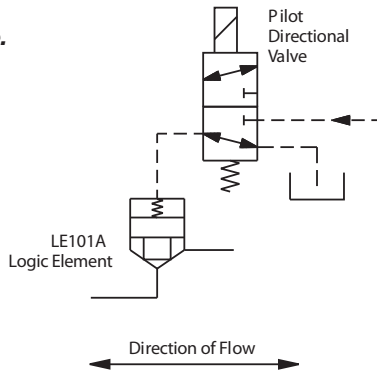 Pilot
Directional
Valve
LE101A
Logic Element
Direction of Flow